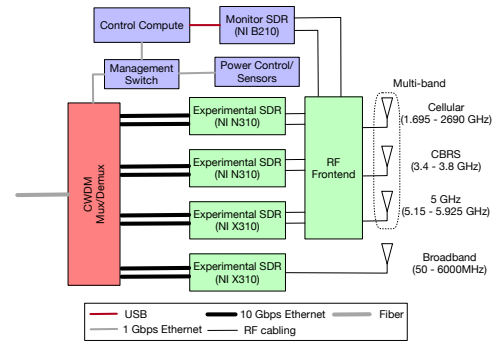 Control Compute
Monitor SDR
(NI B210)
Management
Switch
Power Control/
Sensors
Multi-band
CWDM
Mux/Demux
Experimental SDR
(NI N310)
Experimental SDR
(NI N310)
Experimental SDR
(NI X310)
Experimental SDR
(NI X310)
RF
Frontend
Cellular
(1.695 - 2690 GHz)
CBRS
(3.4 - 3.8 GHz)
5 GHz
(5.15 - 5.925 GHz)
Broadband
(50 - 6000MHz)
USB
10 Gbps Ethernet
Fiber
1 Gbps Ethernet
RF cabling